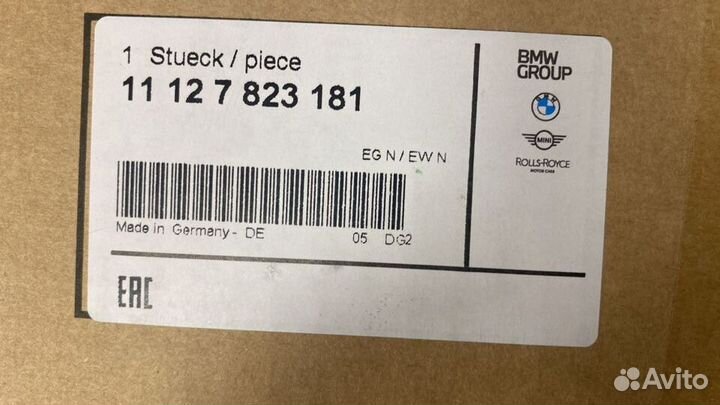 1 Stueck / piece
11 12 7 823 181
EG N / EW N
Made in Germany - DE 05 DG2
EAC
BMW
GROUP
BMW
MINI
ROLLS-ROYCE
MOTOR CARS
Avito